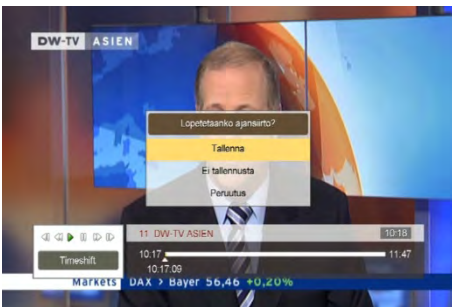 DW-TV ASIEN
Lopetetaanko ajansiirto?
Tallenna
Ei tallennusta
Peruutus
11 DW-TV ASIEN 10:18
Timeshift
10:17 11:47
10:17:09
Markets DAX > Bayer 56,46 +0,20%